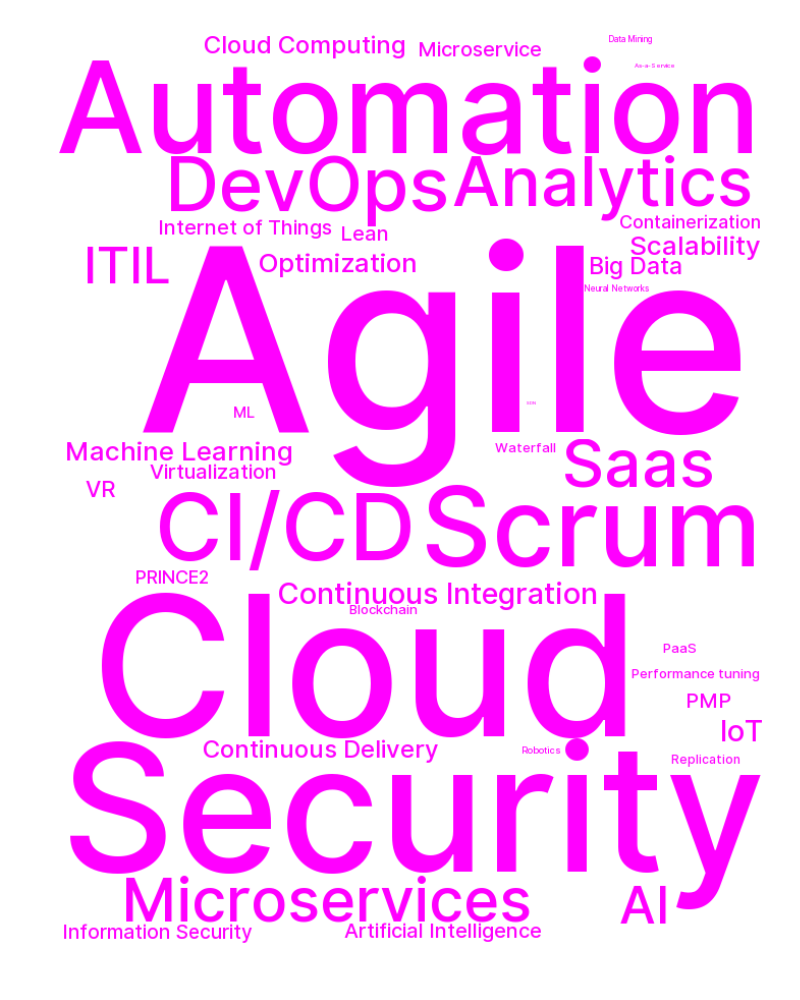 Data Mining
Cloud Computing
Microservice
As-a-Service
Automation
DevOps
Analytics
Internet of Things
Lean
Containerization
Scalability
ITIL
Optimization
Big Data
Neural Networks
Agile
ML
Machine Learning
Waterfall
Saas
Virtualization
VR
CI/CD
Scrum
PRINCE2
Continuous Integration
Blockchain
Cloud
PaaS
Performance tuning
PMP
IoT
Continuous Delivery
Robotics
Replication
Security
Microservices
AI
Information Security
Artificial Intelligence